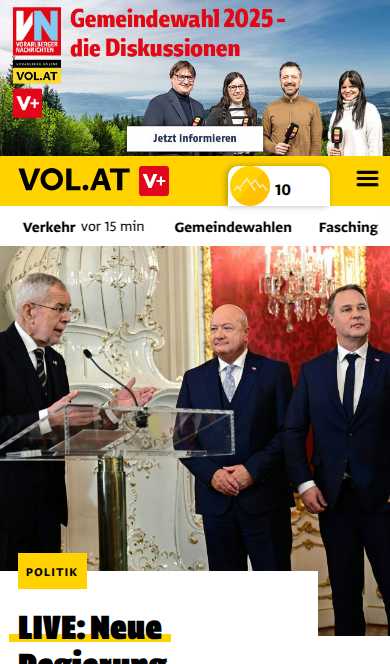 VN
VORARLBERGER
NACHRICHTEN
Gemeindewahl 2025 –
die Diskussionen
VORARLBERG ONLINE
VOL.AT
V+
Jetzt informieren
VOL.AT V+ 10
Verkehr vor 15 min Gemeindewahlen Fasching
POLITIK
LIVE: Neue
Regierung